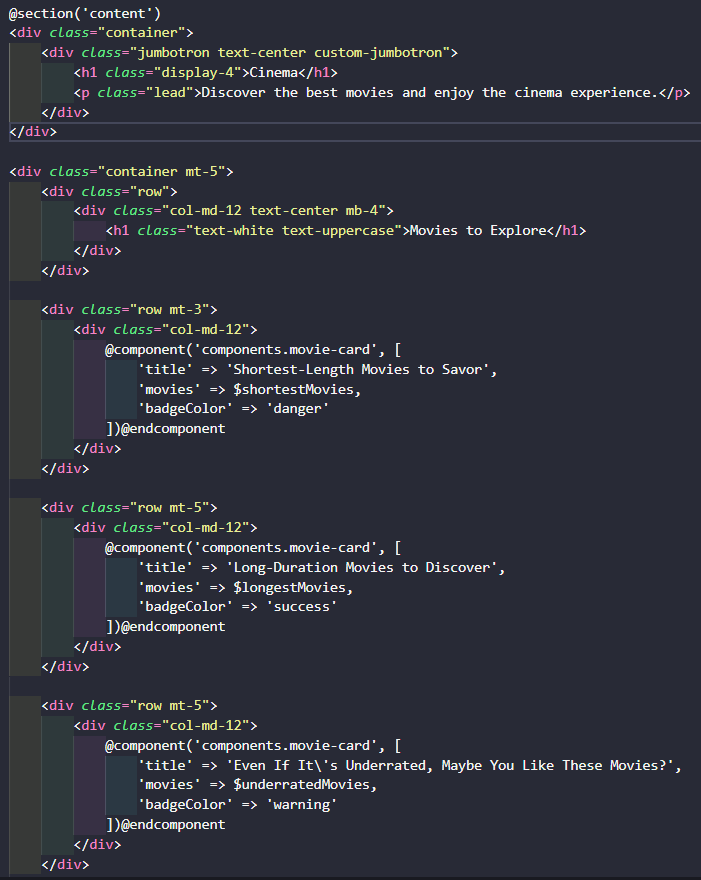 @section('content')
<div class="container">
    <div class="jumbotron text-center custom-jumbotron">
        <h1 class="display-4">Cinema</h1>
        <p class="lead">Discover the best movies and enjoy the cinema experience.</p>
    </div>
</div>

<div class="container mt-5">
    <div class="row">
        <div class="col-md-12 text-center mb-4">
            <h1 class="text-white text-uppercase">Movies to Explore</h1>
        </div>
    </div>

    <div class="row mt-3">
        <div class="col-md-12">
            @component('components.movie-card', [
                'title' => 'Shortest-Length Movies to Savor',
                'movies' => $shortestMovies,
                'badgeColor' => 'danger'
            ])@endcomponent
        </div>
    </div>

    <div class="row mt-5">
        <div class="col-md-12">
            @component('components.movie-card', [
                'title' => 'Long-Duration Movies to Discover',
                'movies' => $longestMovies,
                'badgeColor' => 'success'
            ])@endcomponent
        </div>
    </div>

    <div class="row mt-5">
        <div class="col-md-12">
            @component('components.movie-card', [
                'title' => 'Even If It\'s Underrated, Maybe You Like These Movies?',
                'movies' => $underratedMovies,
                'badgeColor' => 'warning'
            ])@endcomponent
        </div>
    </div>